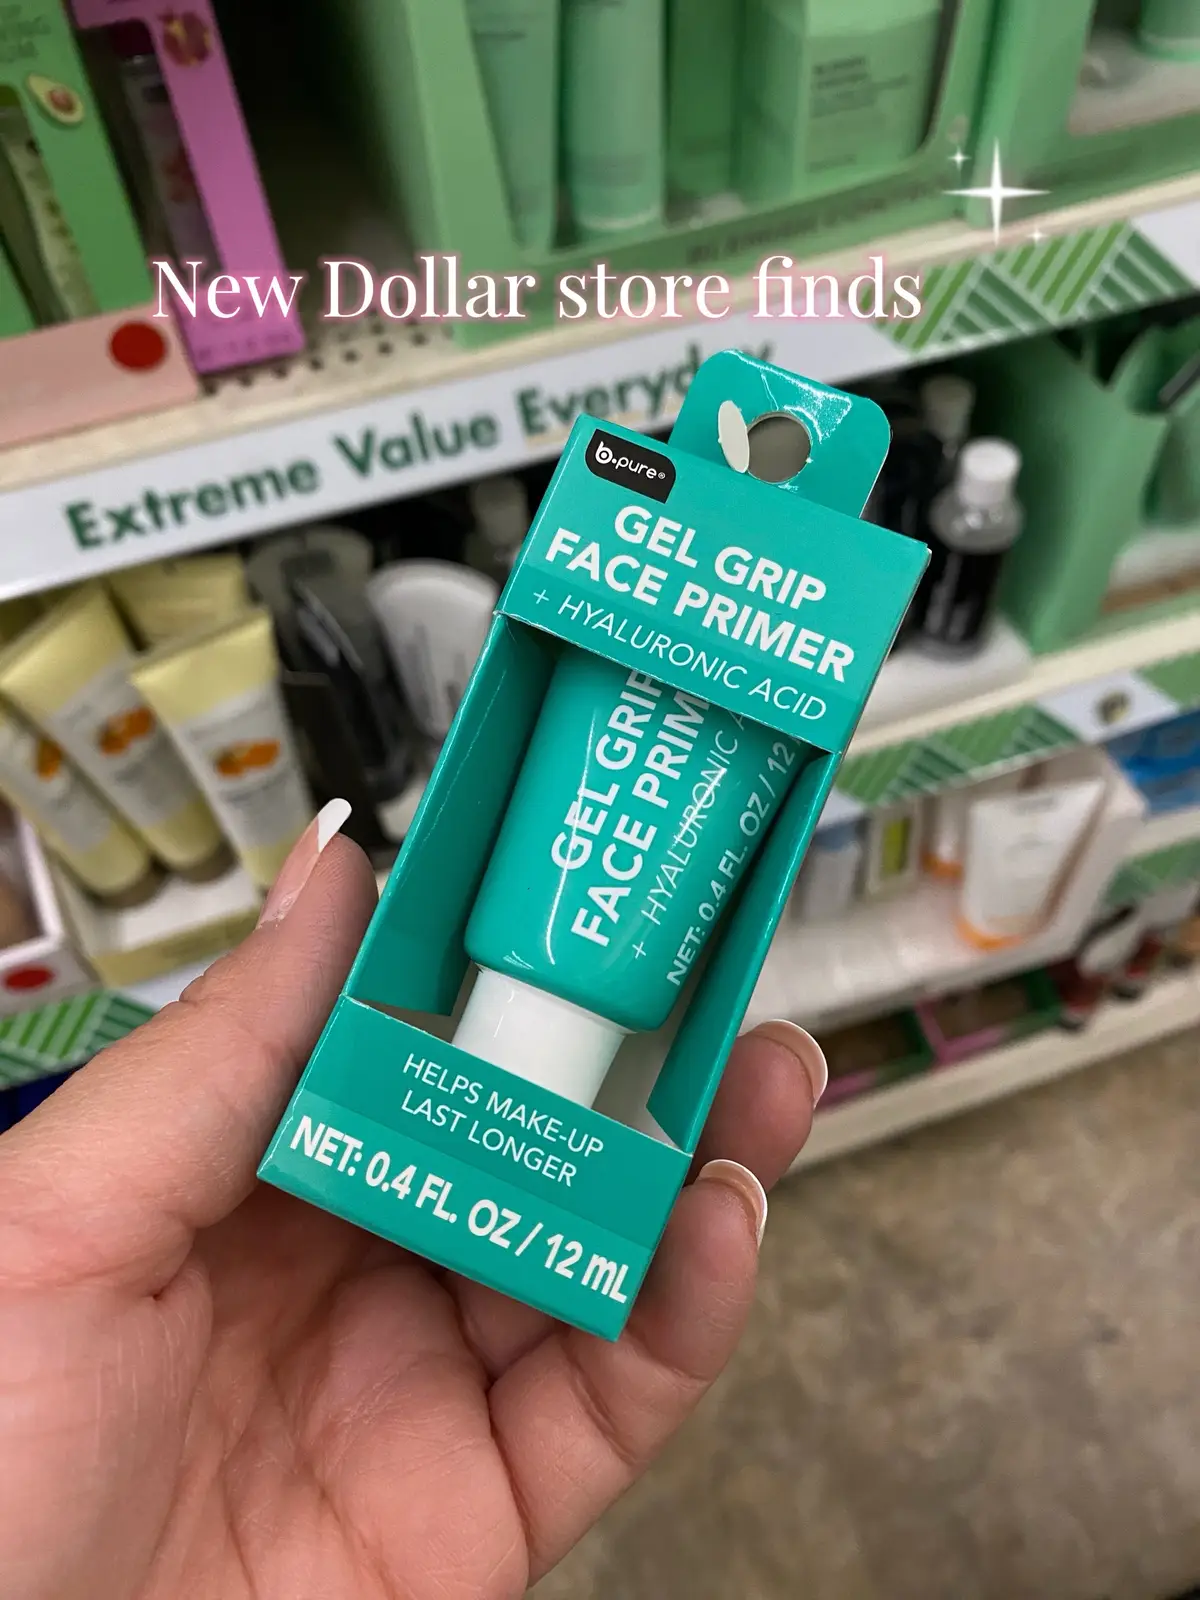 New Dollar store finds
Extreme Value Everyday
b.pure®
GEL GRIP
FACE PRIMER
+ HYALURONIC ACID
GEL GRIP
FACE PRIM
+ HYALURONIC A
NET: 0.4 FL. OZ / 12
HELPS MAKE-UP
LAST LONGER
NET: 0.4 FL. OZ / 12 mL